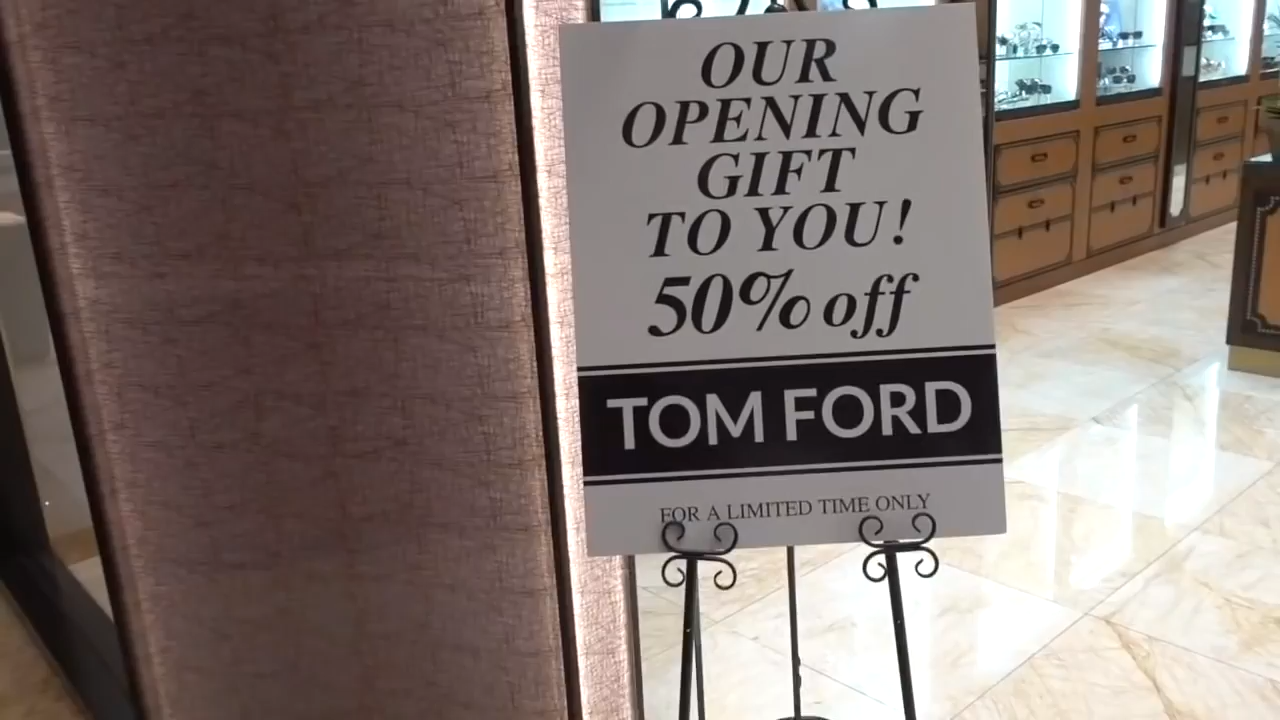 OUR
OPENING
GIFT
TO YOU!
50% off
TOM FORD
FOR A LIMITED TIME ONLY